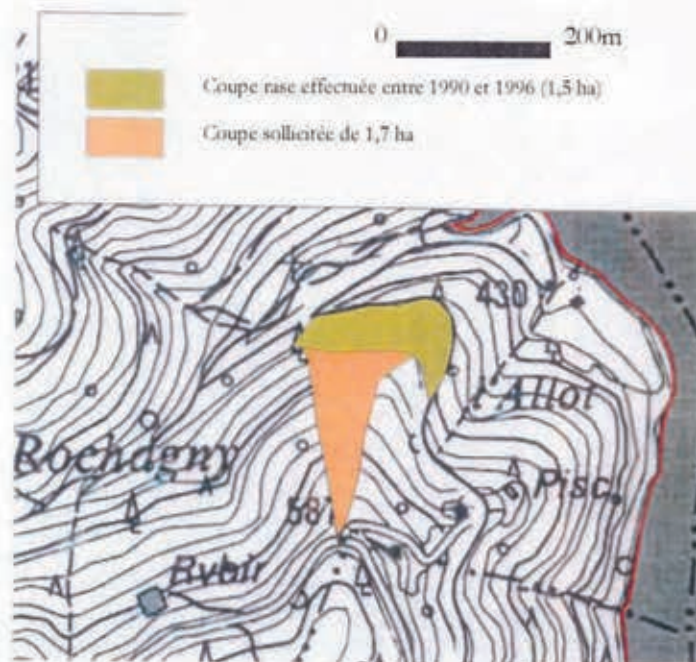 0 200m
Coupe rase effectuée entre 1990 et 1996 (1,5 ha)
Coupe sollicitée de 1,7 ha
430
l'Allot
Rochagny
Pisc.
587